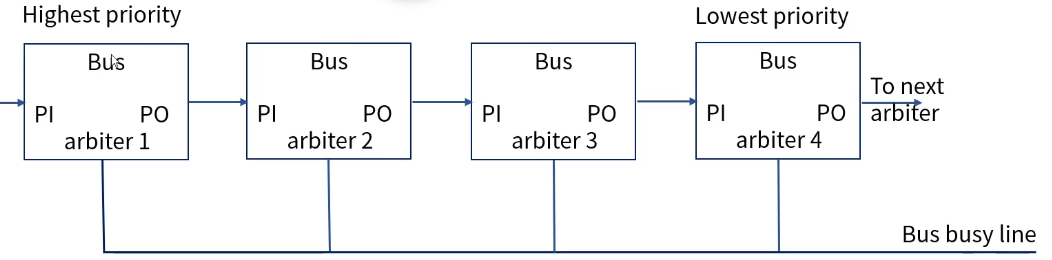 Highest priority
Lowest priority
Bus
PI PO
arbiter 1
Bus
PI PO
arbiter 2
Bus
PI PO
arbiter 3
Bus
PI PO
arbiter 4
To next
arbiter
Bus busy line